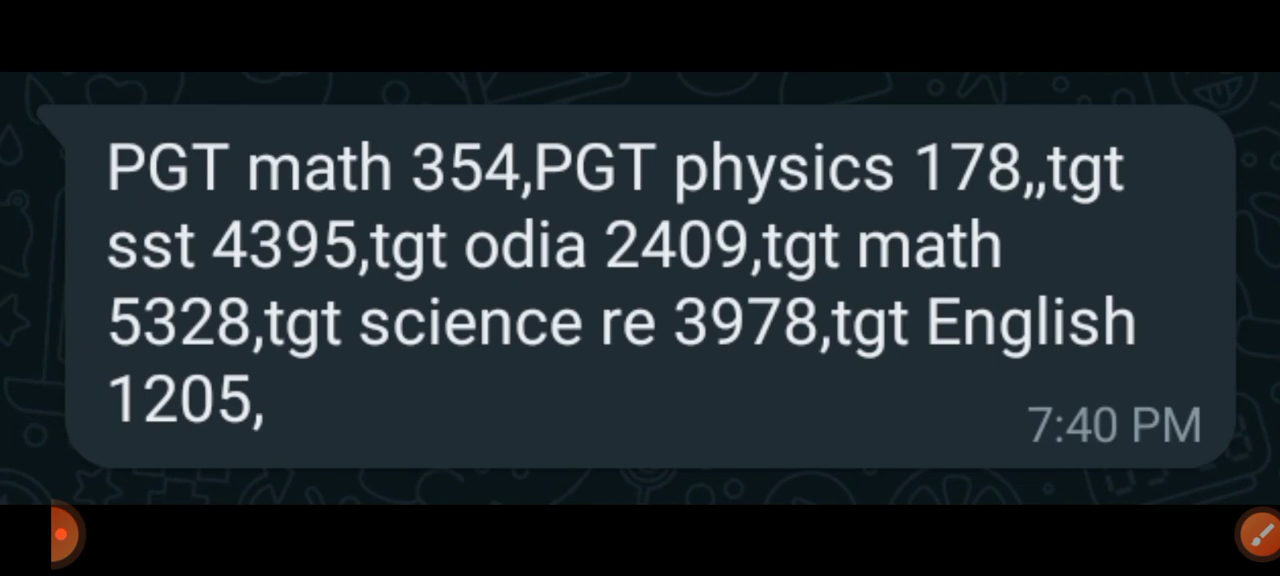 PGT math 354,PGT physics 178,,tgt
sst 4395,tgt odia 2409,tgt math
5328,tgt science re 3978,tgt English
1205,
7:40 PM